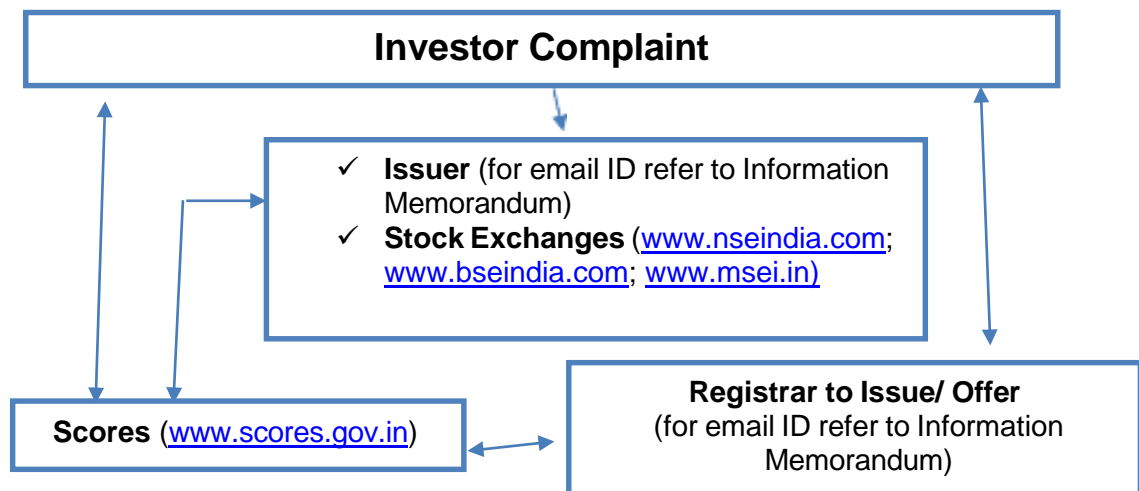 Investor Complaint
✓ Issuer (for email ID refer to Information
Memorandum)
✓ Stock Exchanges (www.nseindia.com;
www.bseindia.com; www.msei.in)
Registrar to Issue/ Offer
(for email ID refer to Information
Memorandum)
Scores (www.scores.gov.in)